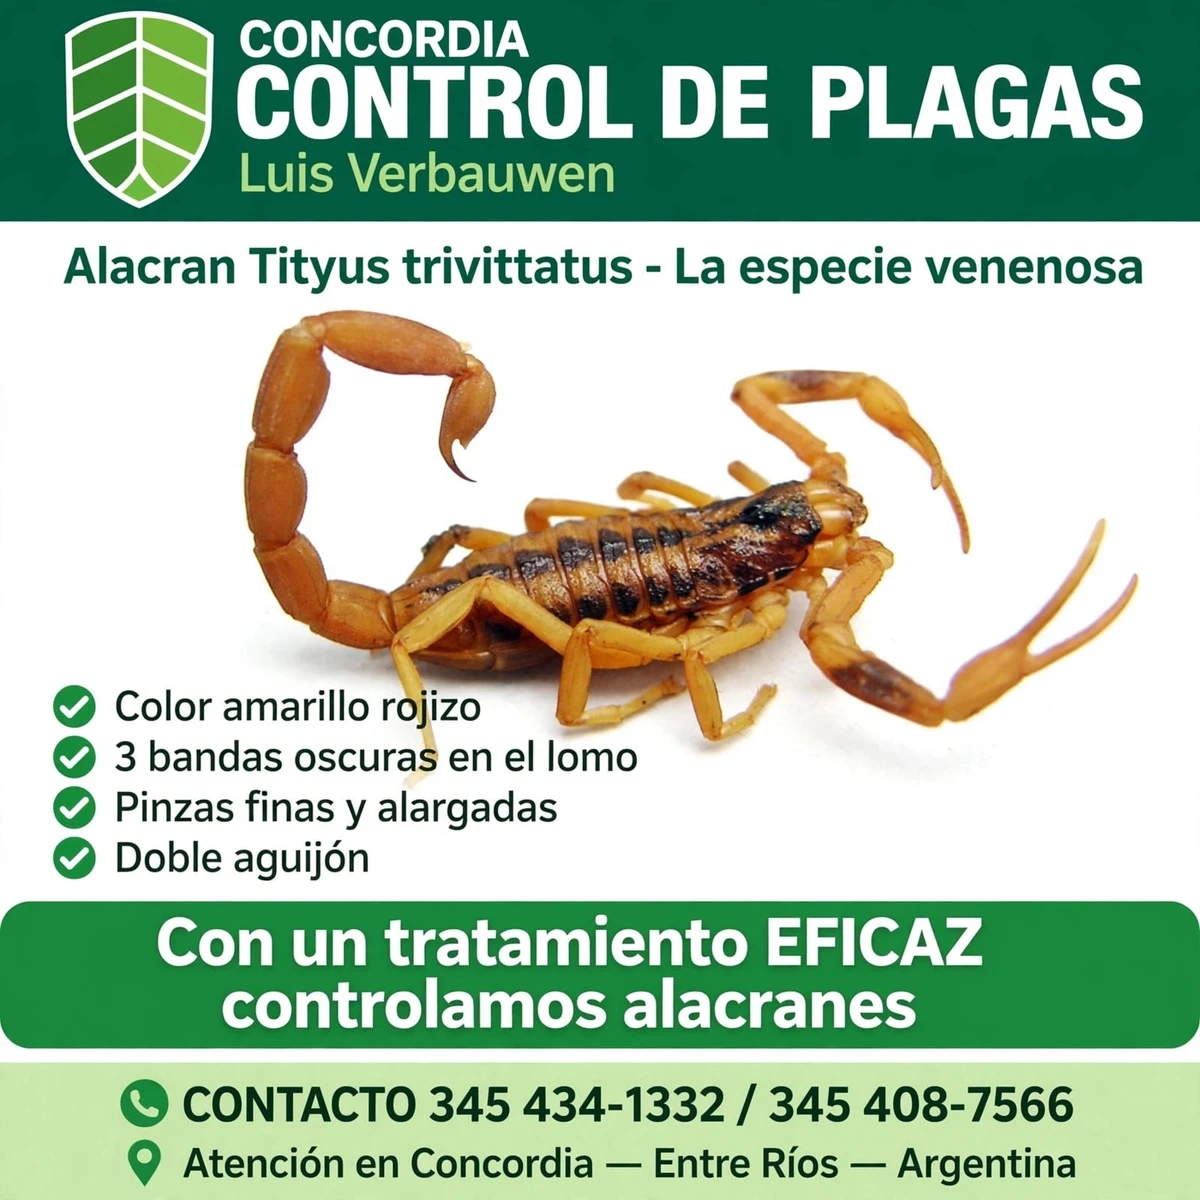 CONCORDIA
CONTROL DE PLAGAS
Luis Verbauwen
Alacran Tityus trivittatus - La especie venenosa
Color amarillo rojizo
3 bandas oscuras en el lomo
Pinzas finas y alargadas
Doble aguijón
Con un tratamiento EFICAZ
controlamos alacranes
CONTACTO 345 434-1332 / 345 408-7566
Atención en Concordia — Entre Ríos — Argentina